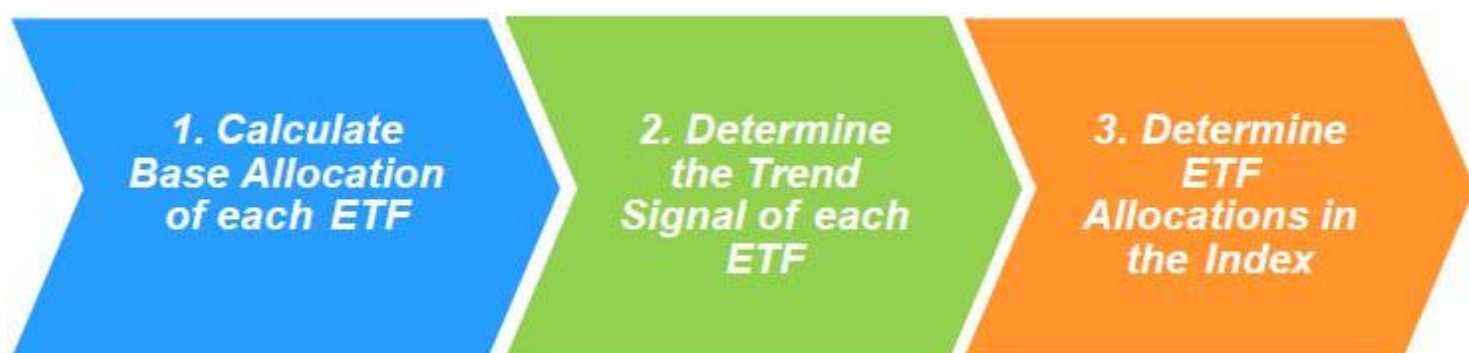 1. Calculate
Base Allocation
of each ETF
2. Determine
the Trend
Signal of each
ETF
3. Determine
ETF
Allocations in
the Index